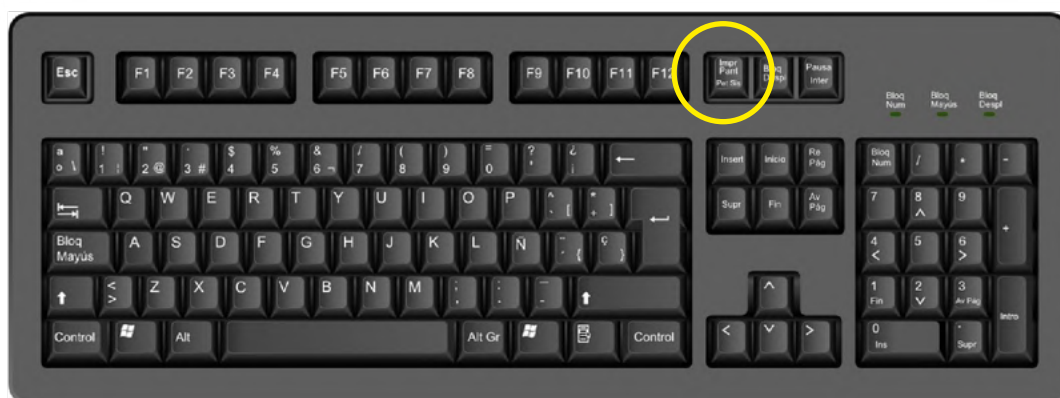 Esc F1 F2 F3 F4 F5 F6 F7 F8 F9 F10 F11 F12
Impr
Pant
Pet Sis
Bloq
Despl
Pausa
Inter
Bloq
Num
Bloq
Mayús
Bloq
Despl
a ! " · $ % & / ( ) = ? ¿
º \ 1 | 2 @ 3 # 4 5 6 ¬ 7 8 9 0 ' ¡
Insert Inicio Re
Pág
Bloq
Num
/ * -
Q W E R T Y U I O P ^ *
` [ + ]
Supr Fin Av
Pág
7 8 9 +
Bloq
Mayús
A S D F G H J K L Ñ ¨ ç
´ { }
4 5 6
< >
Z X C V B N M ; : _
, . -
1 2 3
Fin Av Pág
Intro
Control Alt Alt Gr Control
0 .
Ins Supr